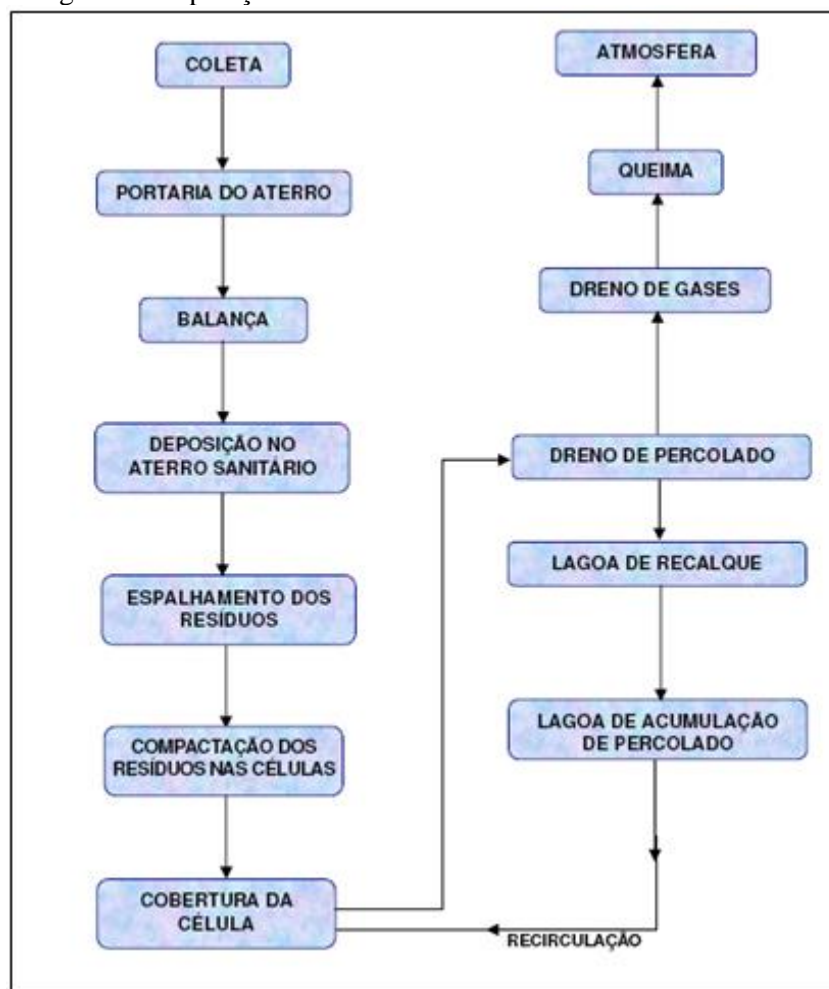 COLETA
PORTARIA DO ATERRO
BALANÇA
DEPOSIÇÃO NO
ATERRO SANITÁRIO
ESPALHAMENTO DOS
RESÍDUOS
COMPACTAÇÃO DOS
RESÍDUOS NAS CÉLULAS
COBERTURA DA
CÉLULA
ATMOSFERA
QUEIMA
DRENO DE GASES
DRENO DE PERCOLADO
LAGOA DE RECALQUE
LAGOA DE ACUMULAÇÃO
DE PERCOLADO
RECIRCULAÇÃO